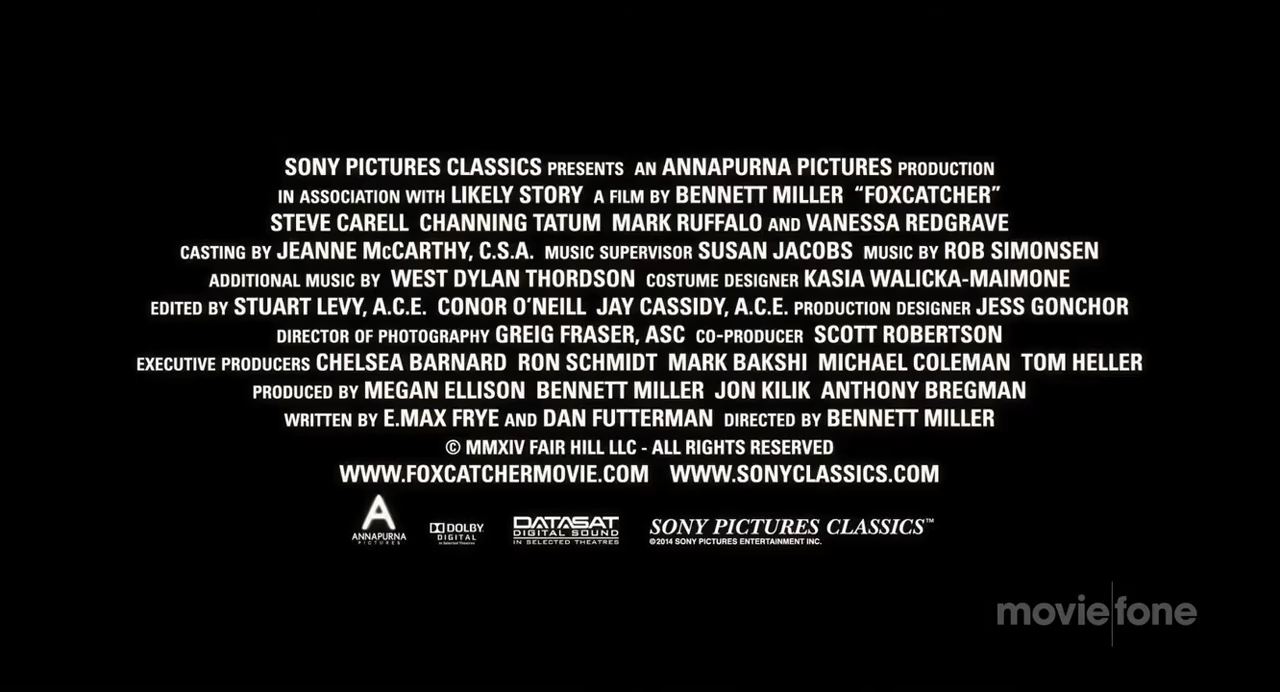 SONY PICTURES CLASSICS PRESENTS AN ANNAPURNA PICTURES PRODUCTION
IN ASSOCIATION WITH LIKELY STORY A FILM BY BENNETT MILLER “FOXCATCHER”
STEVE CARELL CHANNING TATUM MARK RUFFALO AND VANESSA REDGRAVE
CASTING BY JEANNE McCARTHY, C.S.A. MUSIC SUPERVISOR SUSAN JACOBS MUSIC BY ROB SIMONSEN
ADDITIONAL MUSIC BY WEST DYLAN THORDSON COSTUME DESIGNER KASIA WALICKA-MAIMONE
EDITED BY STUART LEVY, A.C.E. CONOR O’NEILL JAY CASSIDY, A.C.E. PRODUCTION DESIGNER JESS GONCHOR
DIRECTOR OF PHOTOGRAPHY GREIG FRASER, ASC CO-PRODUCER SCOTT ROBERTSON
EXECUTIVE PRODUCERS CHELSEA BARNARD RON SCHMIDT MARK BAKSHI MICHAEL COLEMAN TOM HELLER
PRODUCED BY MEGAN ELLISON BENNETT MILLER JON KILIK ANTHONY BREGMAN
WRITTEN BY E.MAX FRYE AND DAN FUTTERMAN DIRECTED BY BENNETT MILLER
© MMXIV FAIR HILL LLC - ALL RIGHTS RESERVED
WWW.FOXCATCHERMOVIE.COM WWW.SONYCLASSICS.COM
A
ANNAPURNA
PICTURES
DOLBY
DIGITAL
In Selected Theatres
DATASAT
DIGITAL SOUND
IN SELECTED THEATRES
SONY PICTURES CLASSICS™
©2014 SONY PICTURES ENTERTAINMENT INC.
moviefone